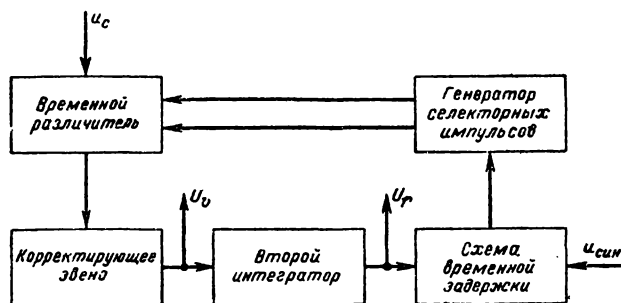 u_c
Временной
различитель
Генератор
селекторных
импульсов
U_v
U_r
Корректирующее
звено
Второй
интегратор
Схема
временной
задержки
u_син